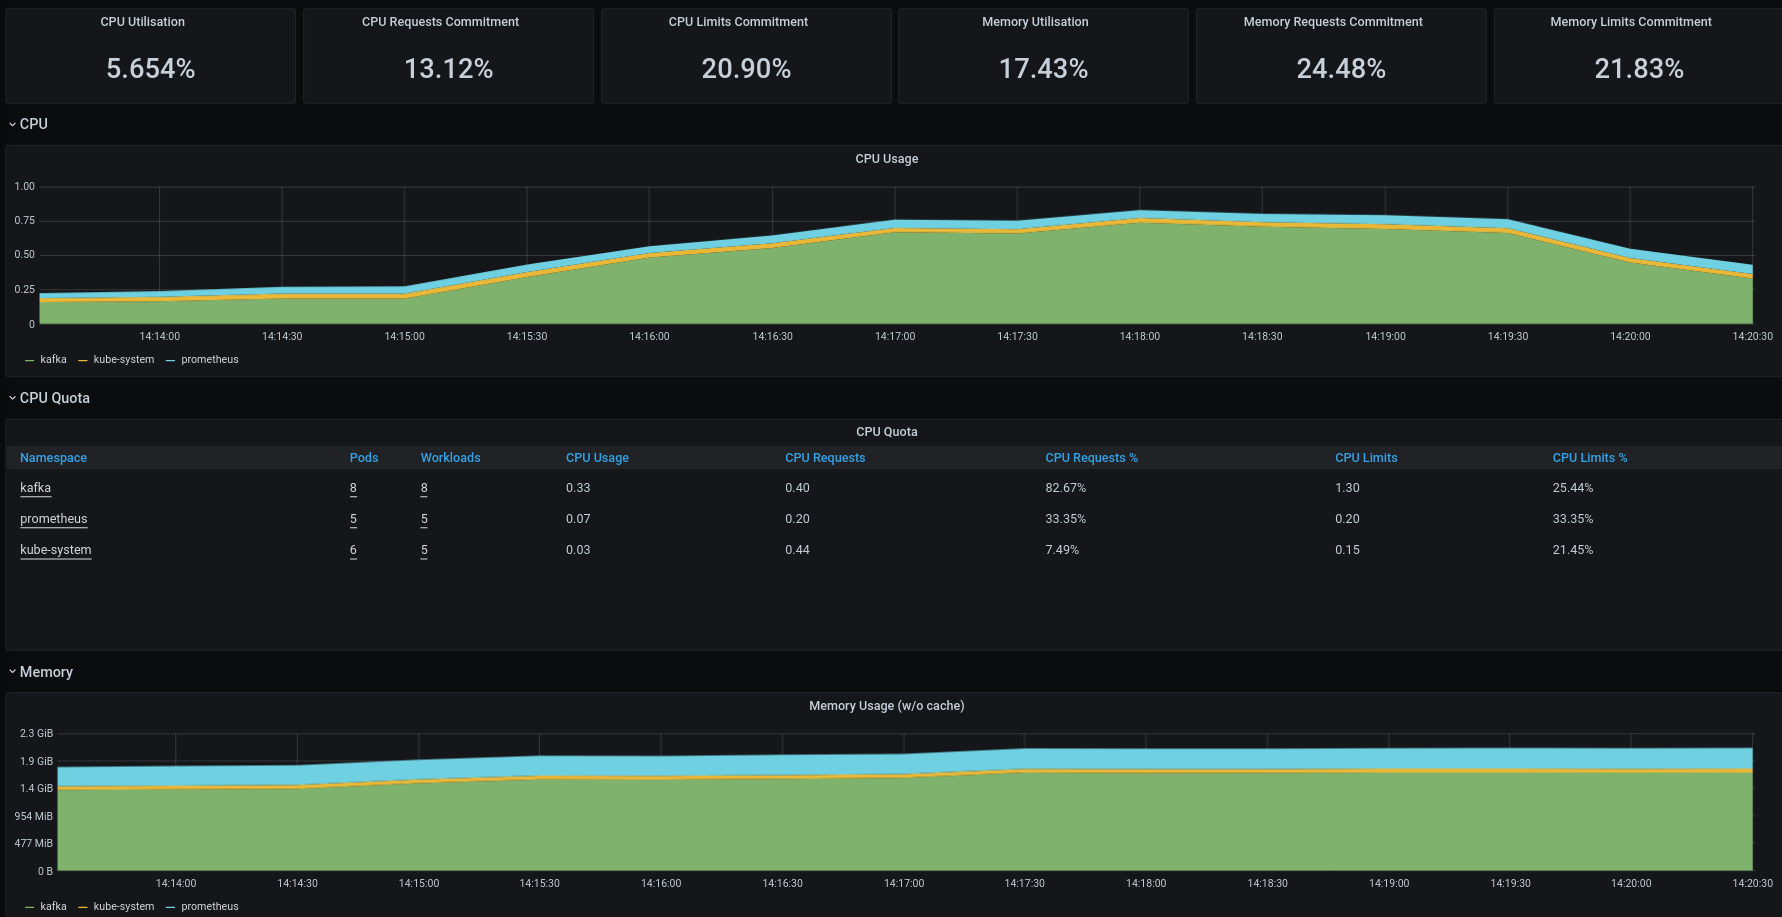 CPU Utilisation CPU Requests Commitment CPU Limits Commitment Memory Utilisation Memory Requests Commitment Memory Limits Commitment
5.654% 13.12% 20.90% 17.43% 24.48% 21.83%
CPU
CPU Usage
1.00
0.75
0.50
0.25
0
14:14:00 14:14:30 14:15:00 14:15:30 14:16:00 14:16:30 14:17:00 14:17:30 14:18:00 14:18:30 14:19:00 14:19:30 14:20:00 14:20:30
kafka kube-system prometheus
CPU Quota
CPU Quota
Namespace Pods Workloads CPU Usage CPU Requests CPU Requests % CPU Limits CPU Limits %
kafka 8 8 0.33 0.40 82.67% 1.30 25.44%
prometheus 5 5 0.07 0.20 33.35% 0.20 33.35%
kube-system 6 5 0.03 0.44 7.49% 0.15 21.45%
Memory
Memory Usage (w/o cache)
2.3 GiB
1.9 GiB
1.4 GiB
954 MiB
477 MiB
0 B
14:14:00 14:14:30 14:15:00 14:15:30 14:16:00 14:16:30 14:17:00 14:17:30 14:18:00 14:18:30 14:19:00 14:19:30 14:20:00 14:20:30
kafka kube-system prometheus